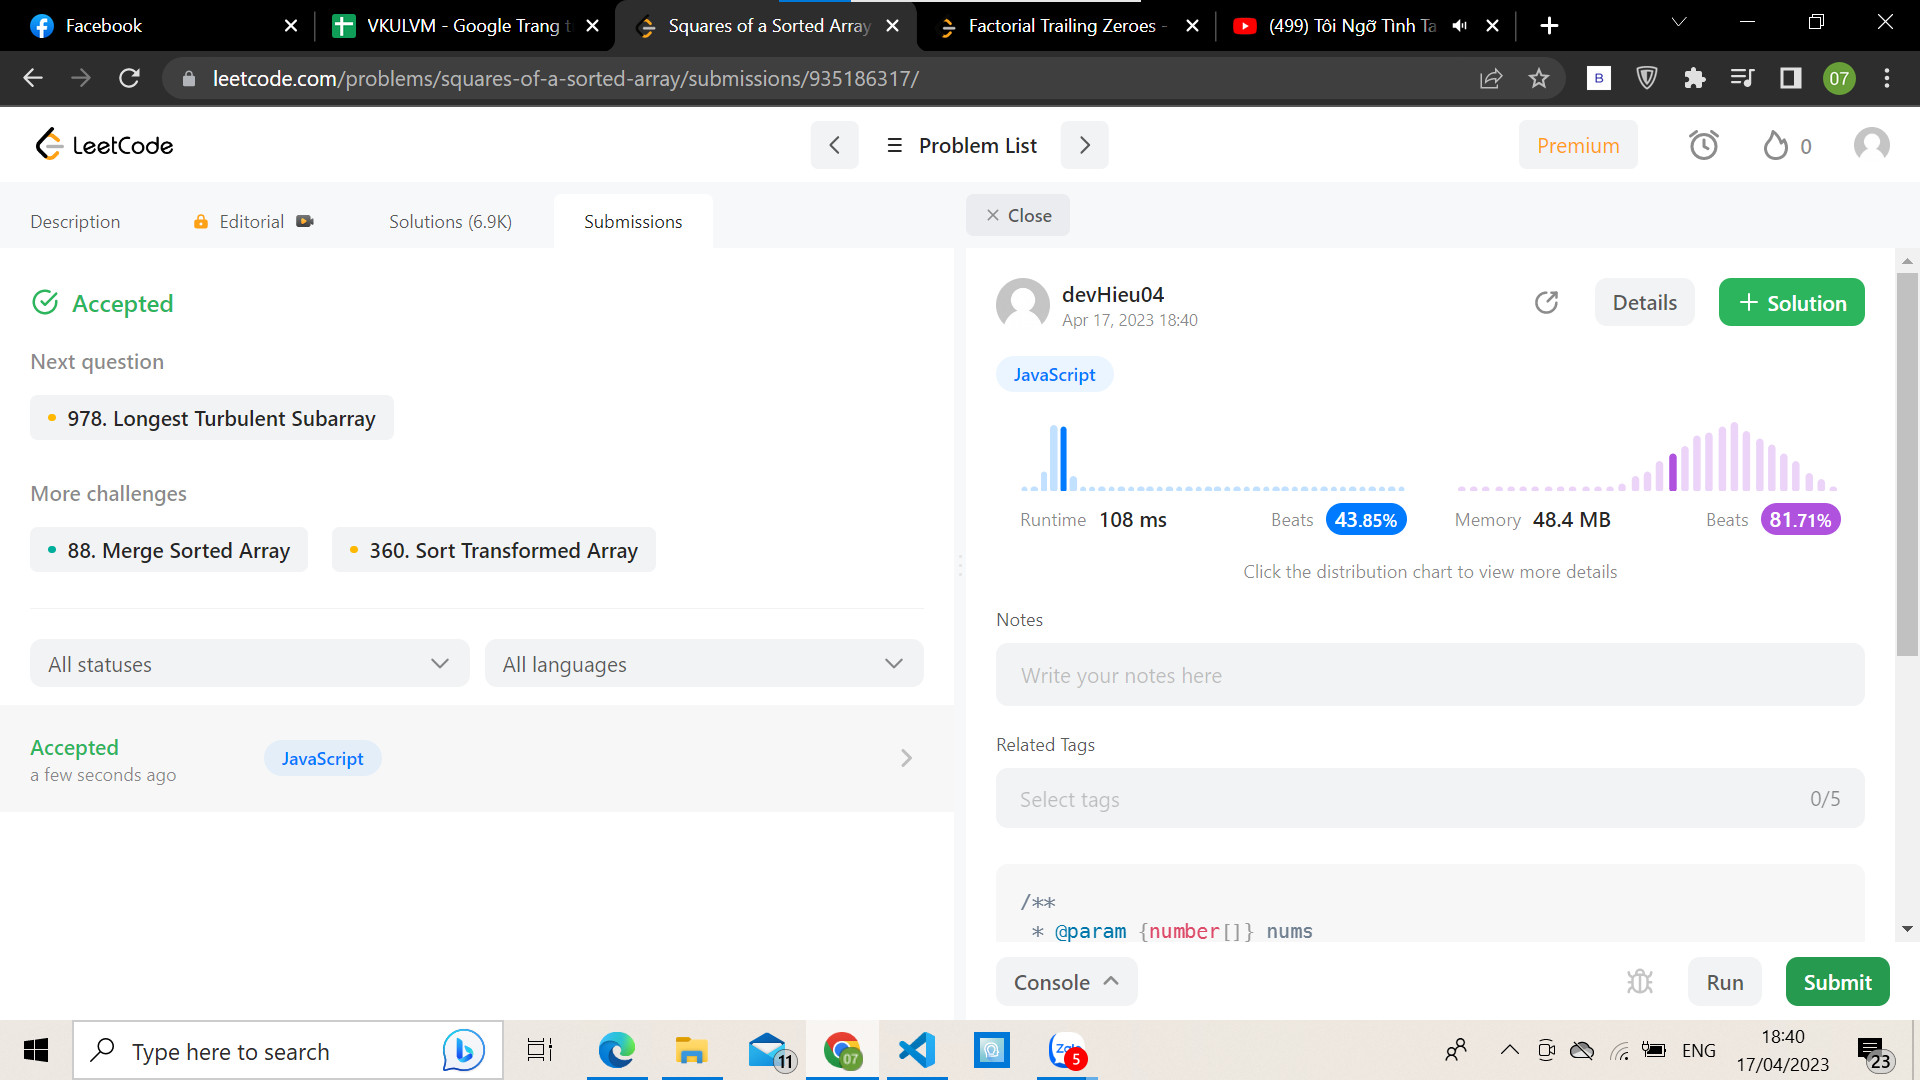 Facebook
VKULVM - Google Trang t
Squares of a Sorted Array
Factorial Trailing Zeroes -
(499) Tôi Ngỡ Tình Ta
leetcode.com/problems/squares-of-a-sorted-array/submissions/935186317/
B
07
LeetCode
Problem List
Premium
0
Description
Editorial
Solutions (6.9K)
Submissions
Close
Accepted
Next question
978. Longest Turbulent Subarray
More challenges
88. Merge Sorted Array
360. Sort Transformed Array
All statuses
All languages
Accepted
a few seconds ago
JavaScript
devHieu04
Apr 17, 2023 18:40
Details
+ Solution
JavaScript
Runtime 108 ms
Beats 43.85%
Memory 48.4 MB
Beats 81.71%
Click the distribution chart to view more details
Notes
Write your notes here
Related Tags
Select tags
0/5
/**
* @param {number[]} nums
Console
Run
Submit
Type here to search
11
07
5
ENG
18:40
17/04/2023
23